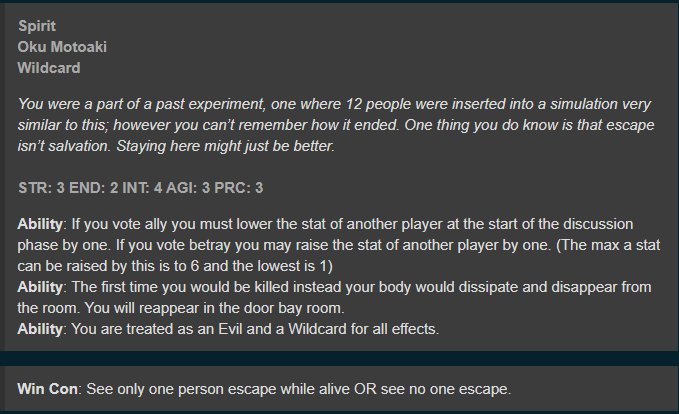 Spirit
Oku Motoaki
Wildcard
You were a part of a past experiment, one where 12 people were inserted into a simulation very
similar to this; however you can't remember how it ended. One thing you do know is that escape
isn't salvation. Staying here might just be better.
STR: 3 END: 2 INT: 4 AGI: 3 PRC: 3
Ability: If you vote ally you must lower the stat of another player at the start of the discussion
phase by one. If you vote betray you may raise the stat of another player by one. (The max a stat
can be raised by this is to 6 and the lowest is 1)
Ability: The first time you would be killed instead your body would dissipate and disappear from
the room. You will reappear in the door bay room.
Ability: You are treated as an Evil and a Wildcard for all effects.
Win Con: See only one person escape while alive OR see no one escape.